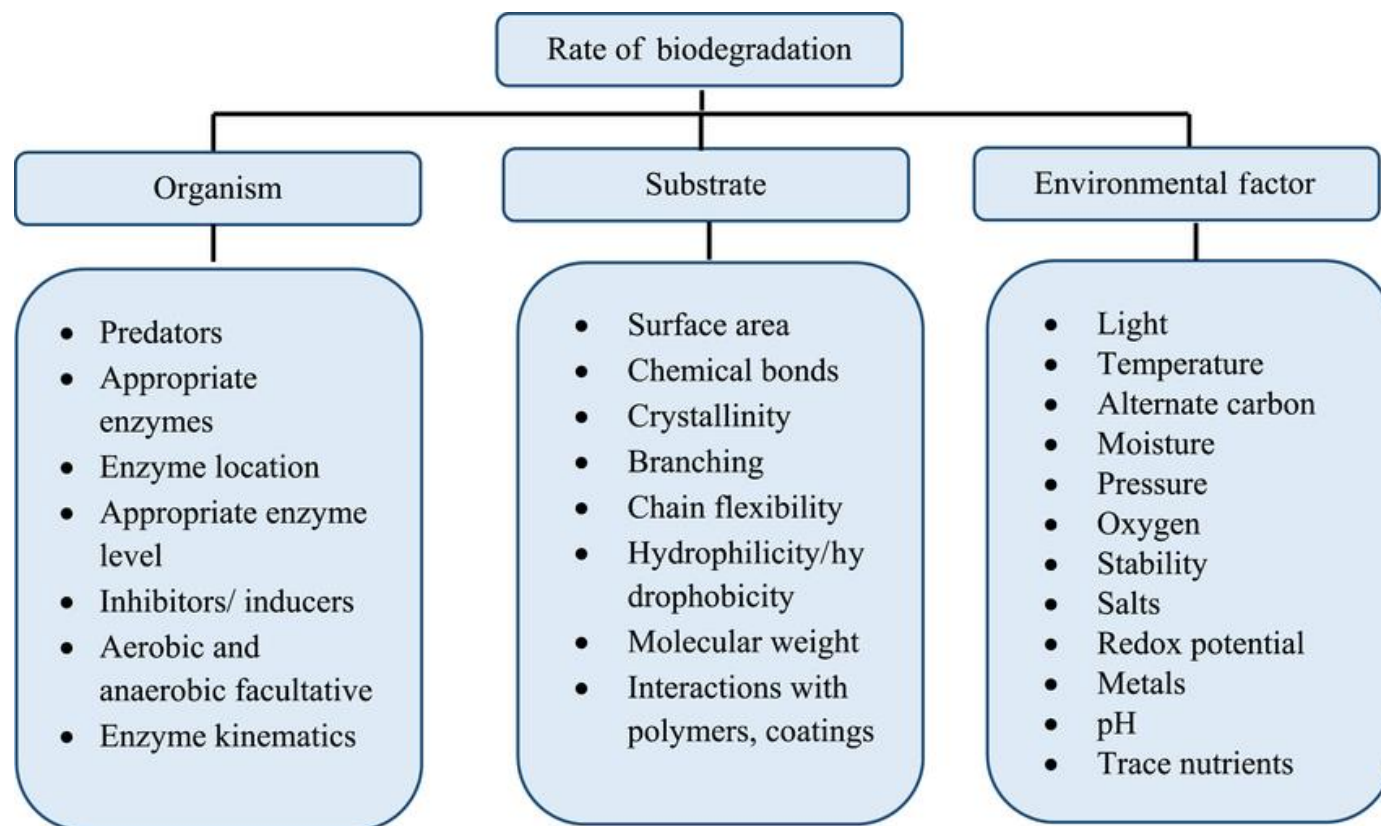 Rate of biodegradation
Organism
Substrate
Environmental factor
• Predators
• Appropriate
enzymes
• Enzyme location
• Appropriate enzyme
level
• Inhibitors/ inducers
• Aerobic and
anaerobic facultative
• Enzyme kinematics
• Surface area
• Chemical bonds
• Crystallinity
• Branching
• Chain flexibility
• Hydrophilicity/hy
drophobicity
• Molecular weight
• Interactions with
polymers, coatings
• Light
• Temperature
• Alternate carbon
• Moisture
• Pressure
• Oxygen
• Stability
• Salts
• Redox potential
• Metals
• pH
• Trace nutrients